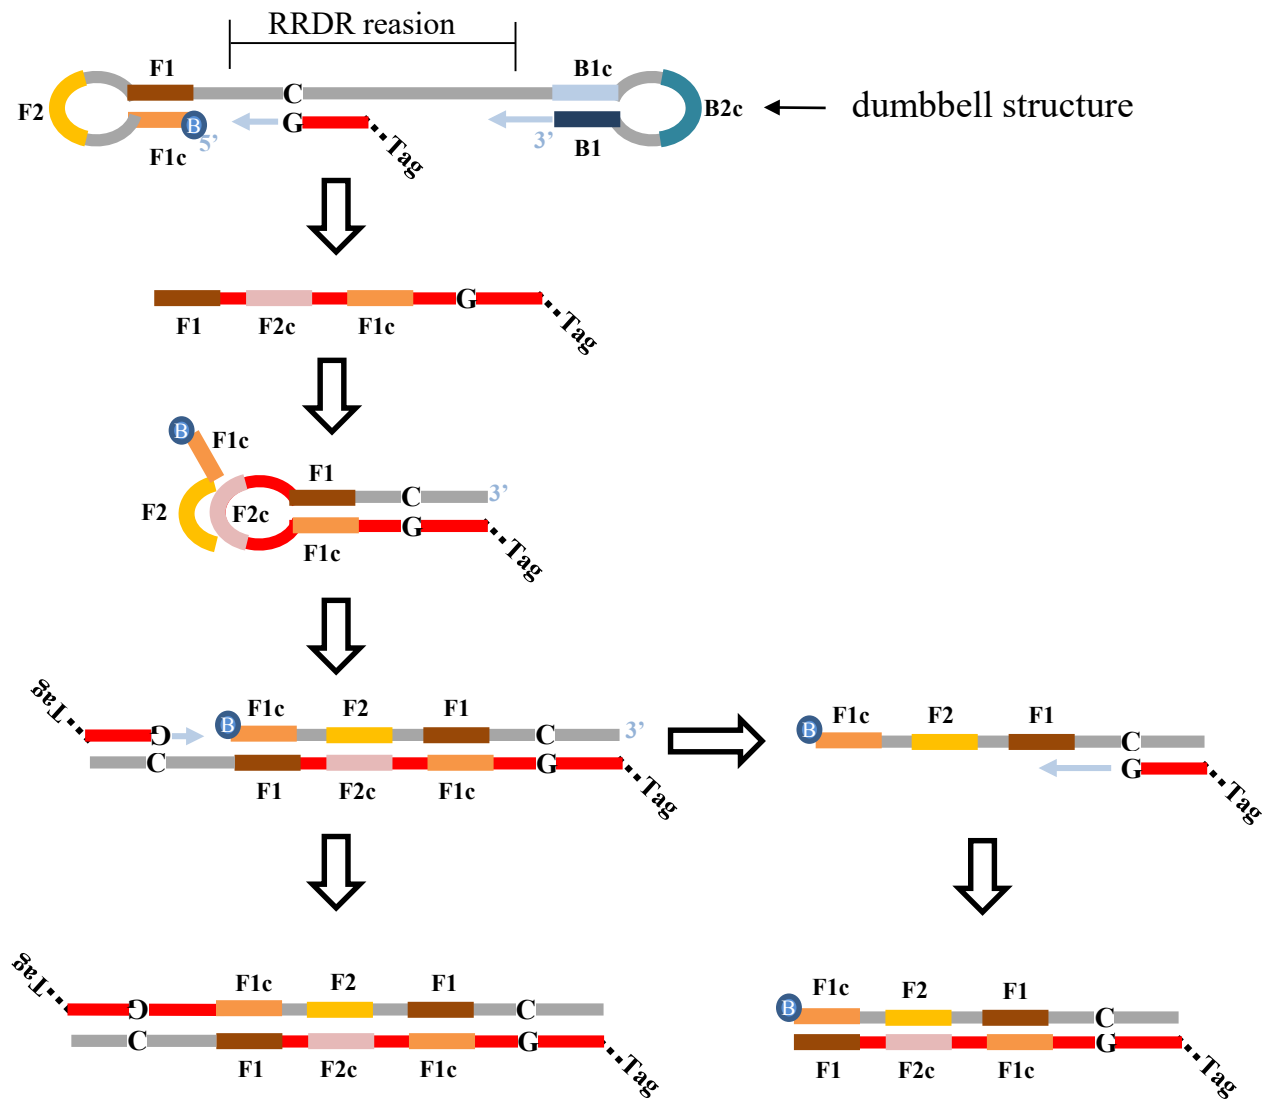 RRDR reasion
F1
B1c
F2
C
B2c
dumbbell structure
B
5’
G
3’
F1c
B1
Tag
G
F1
F2c
F1c
Tag
B
F1c
F1
F2
F2c
C
3’
G
F1c
Tag
Tag
G
B
F1c
F2
F1
C
3’
C
G
F1
F2c
F1c
Tag
B
F1c
F2
F1
C
G
Tag
Tag
G
F1c
F2
F1
C
C
G
F1
F2c
F1c
Tag
B
F1c
F2
F1
C
G
F1
F2c
F1c
Tag